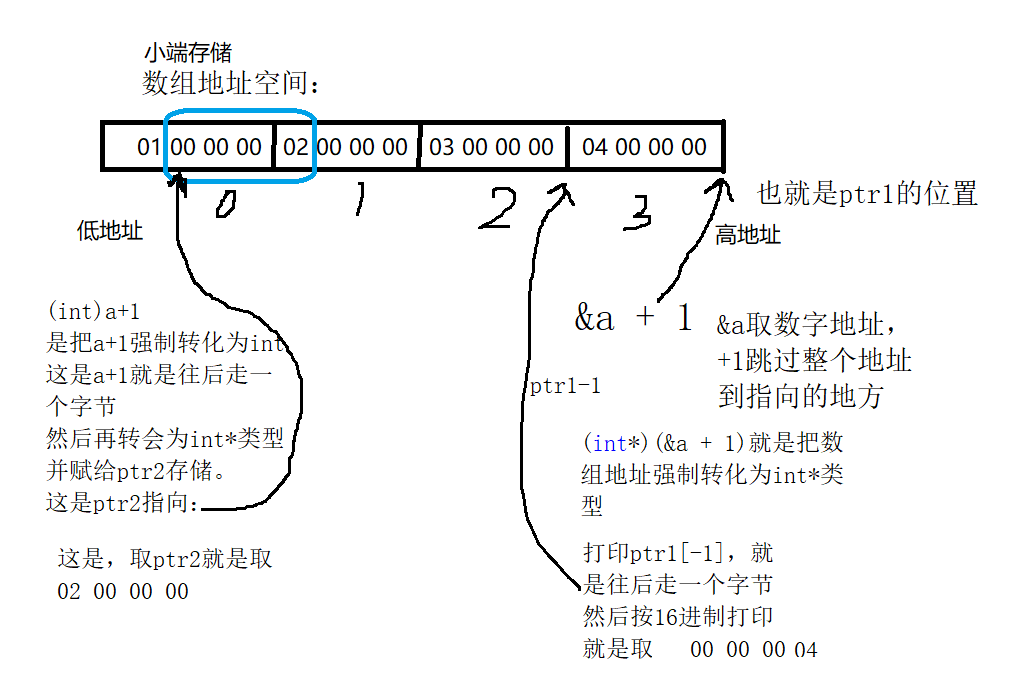 小端存储
数组地址空间：
01 00 00 00 02 00 00 00 03 00 00 00 04 00 00 00
0 1 2 3
也就是ptr1的位置
低地址
高地址
(int)a+1
是把a+1强制转化为int
这是a+1就是往后走一
个字节
然后再转会为int*类型
并赋给ptr2存储。
这是ptr2指向：
这是，取ptr2就是取
02 00 00 00
&a + 1
&a取数字地址，
+1跳过整个地址
到指向的地方
ptr1-1
(int*)(&a + 1)就是把数
组地址强制转化为int*类
型
打印ptr1[-1]，就
是往后走一个字节
然后按16进制打印
就是取 00 00 00 04